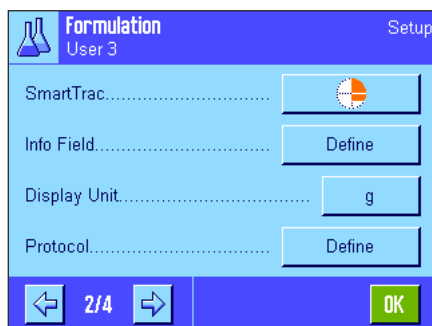 Formulation Setup
User 3
SmartTrac..............................
Info Field................................ Define
Display Unit................................... g
Protocol................................. Define
2/4 OK